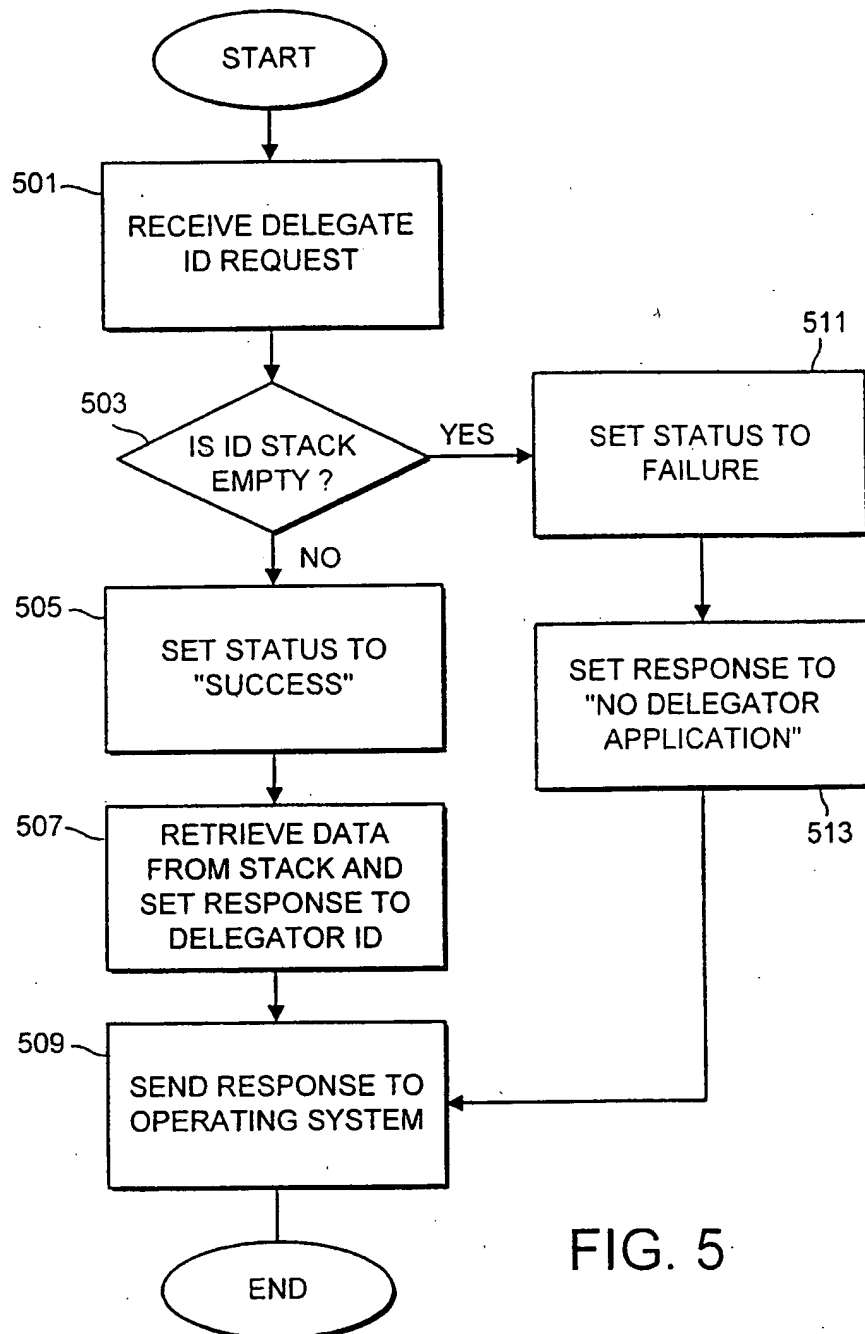 START
501
RECEIVE DELEGATE
ID REQUEST
503
IS ID STACK
EMPTY ?
YES
NO
511
SET STATUS TO
FAILURE
505
SET STATUS TO
"SUCCESS"
SET RESPONSE TO
"NO DELEGATOR
APPLICATION"
513
507
RETRIEVE DATA
FROM STACK AND
SET RESPONSE TO
DELEGATOR ID
509
SEND RESPONSE TO
OPERATING SYSTEM
END
FIG. 5